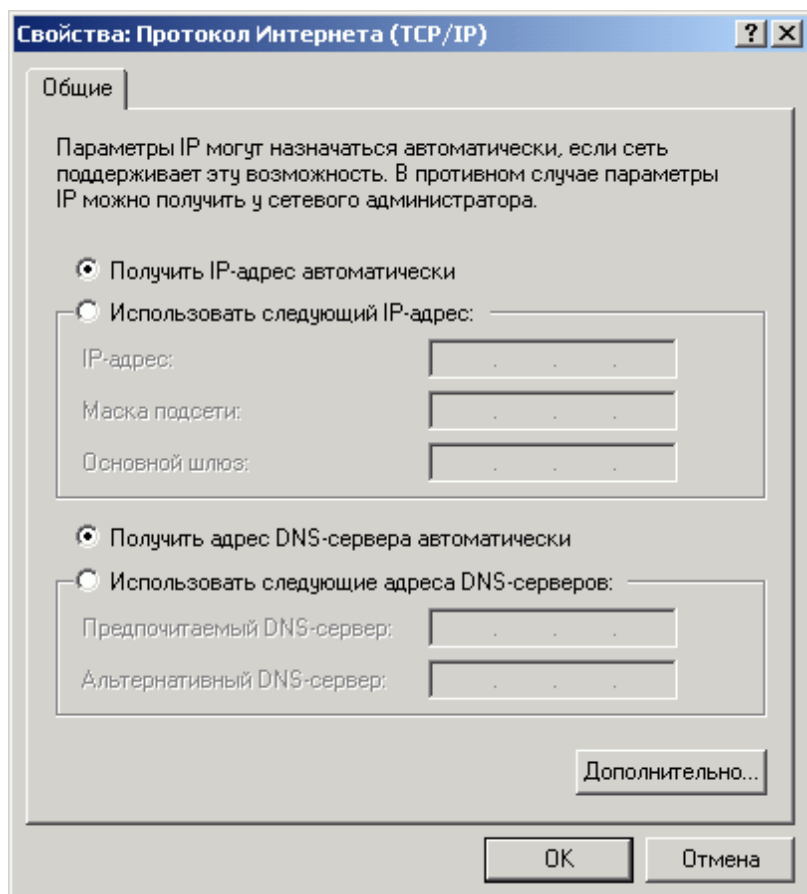 Свойства: Протокол Интернета (TCP/IP)
Общие
Параметры IP могут назначаться автоматически, если сеть
поддерживает эту возможность. В противном случае параметры
IP можно получить у сетевого администратора.
Получить IP-адрес автоматически
Использовать следующий IP-адрес:
IP-адрес:
Маска подсети:
Основной шлюз:
Получить адрес DNS-сервера автоматически
Использовать следующие адреса DNS-серверов:
Предпочитаемый DNS-сервер:
Альтернативный DNS-сервер:
Дополнительно...
OK
Отмена